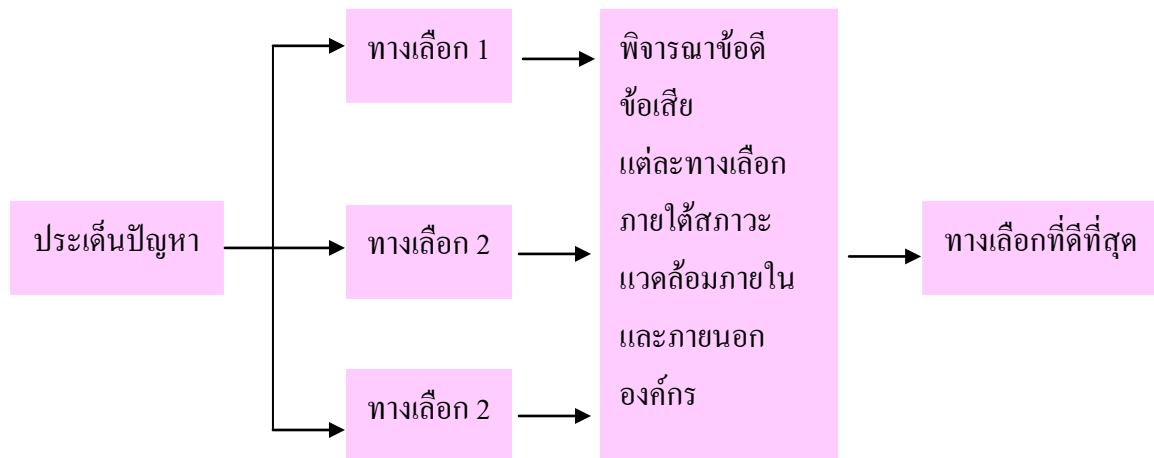 ประเด็นปัญหา
ทางเลือก 1
ทางเลือก 2
ทางเลือก 2
พิจารณาข้อดี
ข้อเสีย
แต่ละทางเลือก
ภายใต้สภาวะ
แวดล้อมภายใน
และภายนอก
องค์กร
ทางเลือกที่ดีที่สุด